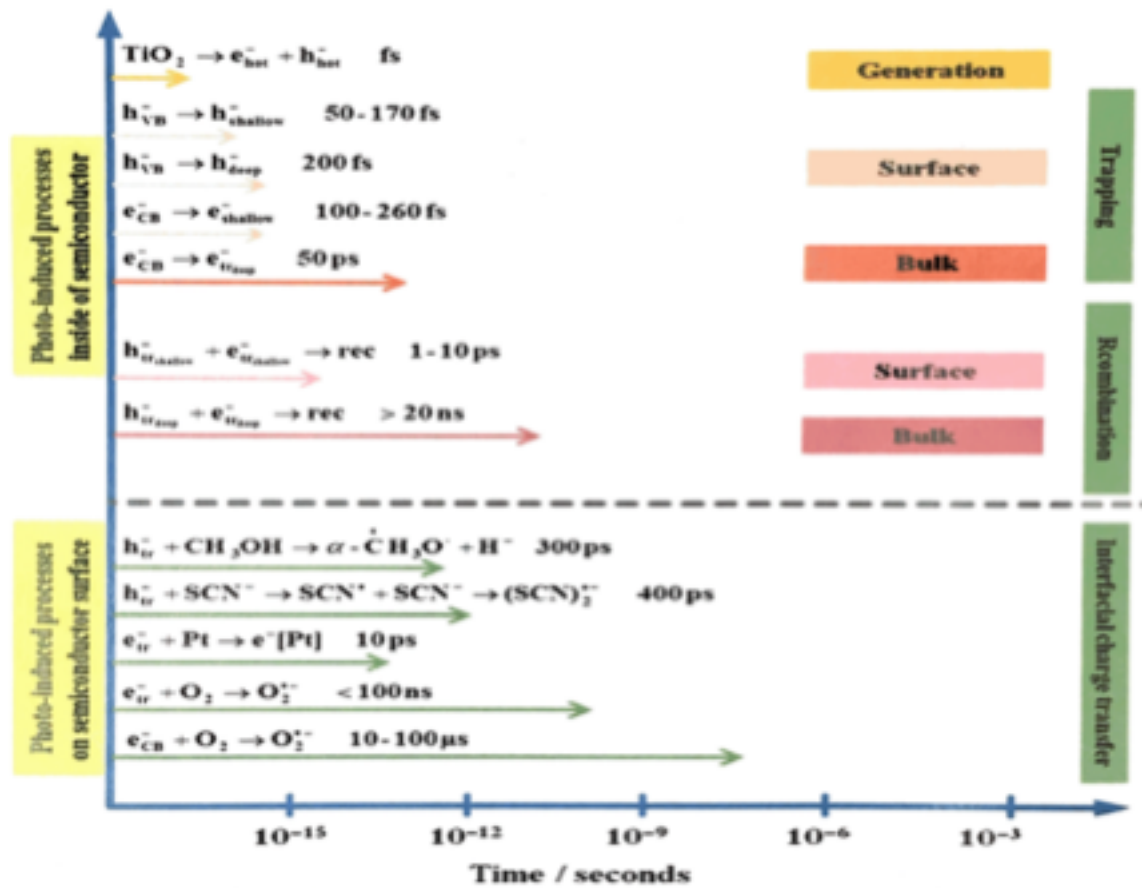 TiO₂ → e⁻hot + h⁻hot fs
Generation
h⁻VB → h⁻shallow 50-170 fs
h⁻VB → h⁻deep 200 fs
Surface
e⁻CB → e⁻shallow 100-260 fs
e⁻CB → e⁻tr deep 50 ps
Bulk
Trapping
Photo-induced processes
inside of semiconductor
h⁻tr shallow + e⁻tr shallow → rec 1-10 ps
Surface
h⁻tr deep + e⁻tr deep → rec > 20 ns
Bulk
Rcombination
h⁻tr + CH₃OH → α-ĊH₃O· + H⁻ 300 ps
h⁻tr + SCN⁻ → SCN• + SCN⁻ → (SCN)₂•⁻ 400 ps
e⁻tr + Pt → e⁻[Pt] 10 ps
e⁻tr + O₂ → O₂•⁻ < 100 ns
e⁻CB + O₂ → O₂•⁻ 10-100 µs
Photo-induced processes
on semiconductor surface
interfacial charge transfer
10⁻¹⁵ 10⁻¹² 10⁻⁹ 10⁻⁶ 10⁻³
Time / seconds